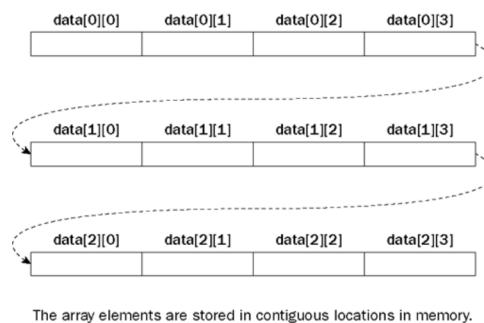 data[0][0] data[0][1] data[0][2] data[0][3]
data[1][0] data[1][1] data[1][2] data[1][3]
data[2][0] data[2][1] data[2][2] data[2][3]
The array elements are stored in contiguous locations in memory.